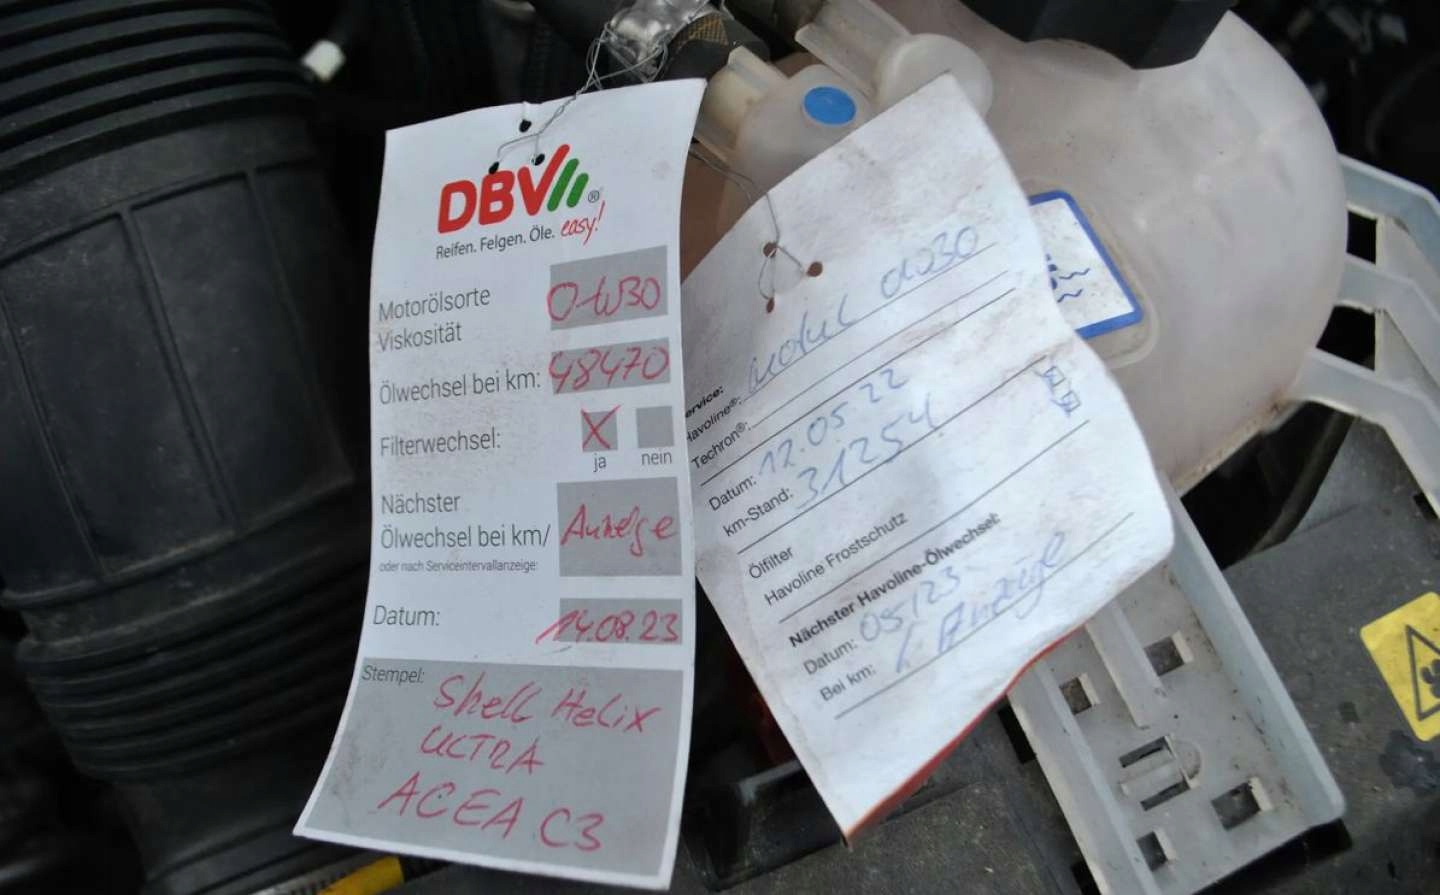 DBV®
Reifen. Felgen. Öle. easy!
Motorölsorte
Viskosität
0-W30
Ölwechsel bei km: 48470
Filterwechsel:
ja nein
Nächster
Ölwechsel bei km/ Anzeige
oder nach Serviceintervallanzeige:
Datum: 14.08.23
Stempel:
Shell Helix
ULTRA
ACEA C3
ervice:
Havoline®: Motul 0W30
Techron®:
Datum: 12.05.22
km-Stand: 31254
Ölfilter
Havoline Frostschutz
Nächster Havoline-Ölwechsel:
Datum: 05/23
Bei km: Anzeige